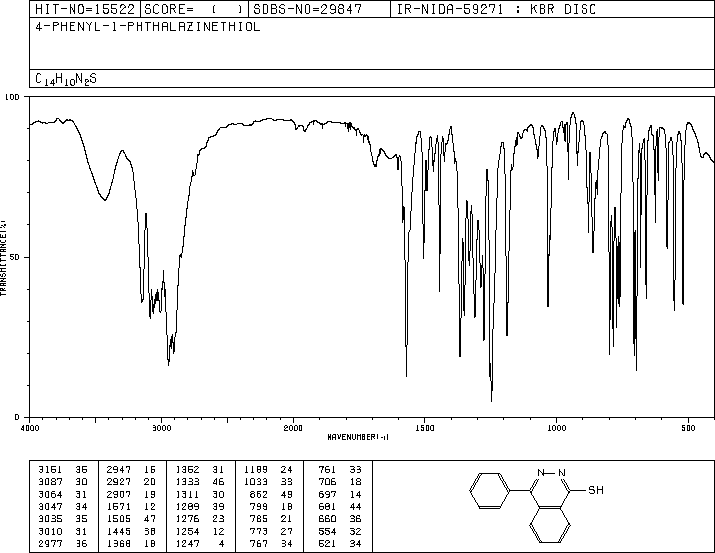 HIT-NO=15522 SCORE= ( ) SDBS-NO=29847 IR-NIDA-59271 : KBR DISC
4-PHENYL-1-PHTHALAZINETHIOL
C14H10N2S
100
TRANSMITTANCE(%)
50
0
4000 3000 2000 1500 1000 500
WAVENUMBER(-1)
3161 36 2947 16 1362 31 1189 24 761 33
3087 30 2927 20 1333 46 1033 33 706 18
3064 31 2907 19 1311 30 862 49 697 14
3047 34 1571 12 1289 39 799 18 681 44
3035 35 1505 47 1276 23 785 21 660 36
3010 31 1445 38 1254 12 773 27 554 32
2977 36 1368 18 1247 4 767 34 521 34
N N
SH